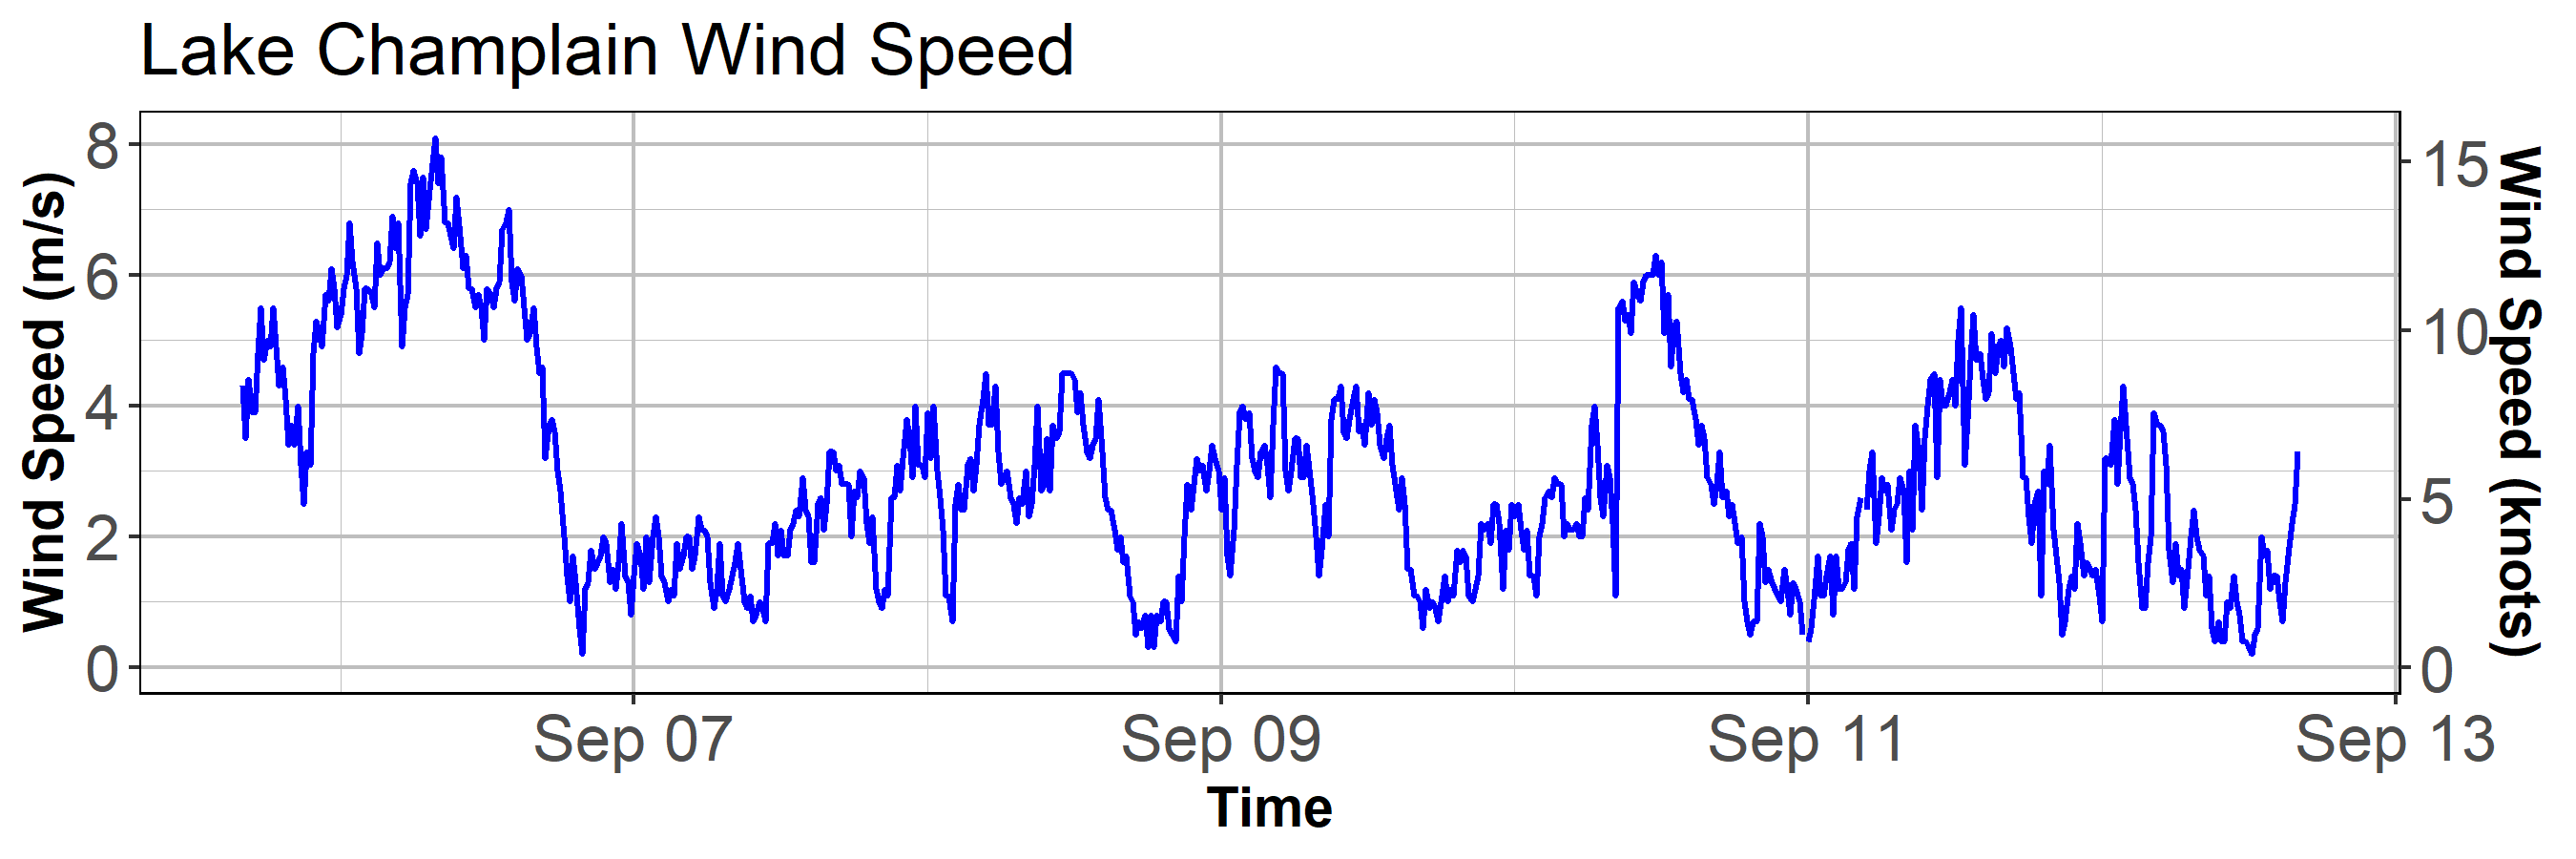 Lake Champlain Wind Speed
Wind Speed (m/s)
8
6
4
2
0
15
10
5
0
Wind Speed (knots)
Sep 07 Sep 09 Sep 11 Sep 13
Time